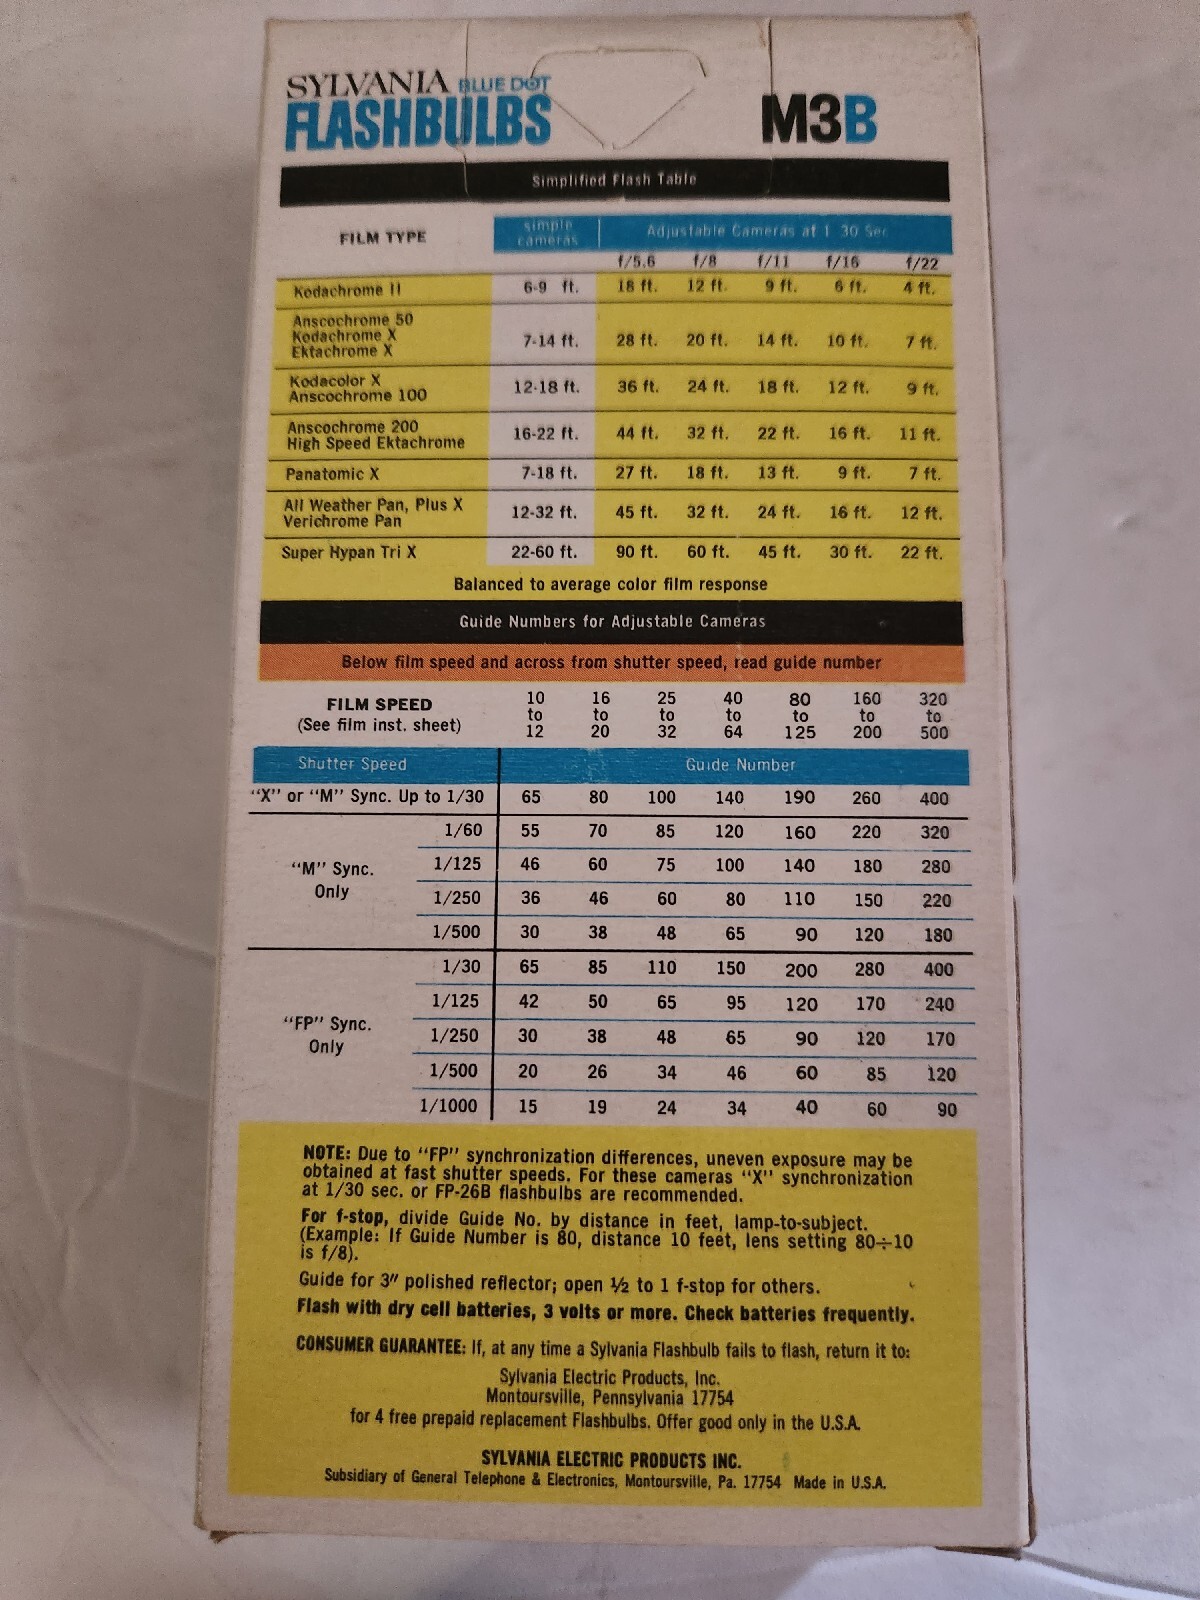 SYLVANIA BLUE DOT
FLASHBULBS
M3B
Simplified Flash Table
FILM TYPE simple cameras Adjustable Cameras at 1 30 Sec
f/5.6 f/8 f/11 f/16 f/22
Kodachrome II 6-9 ft. 18 ft. 12 ft. 9 ft. 6 ft. 4 ft.
Anscochrome 50
Kodachrome X 7-14 ft. 28 ft. 20 ft. 14 ft. 10 ft. 7 ft.
Ektachrome X
Kodacolor X 12-18 ft. 36 ft. 24 ft. 18 ft. 12 ft. 9 ft.
Anscochrome 100
Anscochrome 200 16-22 ft. 44 ft. 32 ft. 22 ft. 16 ft. 11 ft.
High Speed Ektachrome
Panatomic X 7-18 ft. 27 ft. 18 ft. 13 ft. 9 ft. 7 ft.
All Weather Pan, Plus X 12-32 ft. 45 ft. 32 ft. 24 ft. 16 ft. 12 ft.
Verichrome Pan
Super Hypan Tri X 22-60 ft. 90 ft. 60 ft. 45 ft. 30 ft. 22 ft.
Balanced to average color film response
Guide Numbers for Adjustable Cameras
Below film speed and across from shutter speed, read guide number
FILM SPEED 10 16 25 40 80 160 320
(See film inst. sheet) to to to to to to to
12 20 32 64 125 200 500
Shutter Speed Guide Number
"X" or "M" Sync. Up to 1/30 65 80 100 140 190 260 400
1/60 55 70 85 120 160 220 320
"M" Sync. 1/125 46 60 75 100 140 180 280
Only 1/250 36 46 60 80 110 150 220
1/500 30 38 48 65 90 120 180
1/30 65 85 110 150 200 280 400
1/125 42 50 65 95 120 170 240
"FP" Sync. 1/250 30 38 48 65 90 120 170
Only 1/500 20 26 34 46 60 85 120
1/1000 15 19 24 34 40 60 90
NOTE: Due to "FP" synchronization differences, uneven exposure may be
obtained at fast shutter speeds. For these cameras "X" synchronization
at 1/30 sec. or FP-26B flashbulbs are recommended.
For f-stop, divide Guide No. by distance in feet, lamp-to-subject.
(Example: If Guide Number is 80, distance 10 feet, lens setting 80÷10
is f/8).
Guide for 3" polished reflector; open ½ to 1 f-stop for others.
Flash with dry cell batteries, 3 volts or more. Check batteries frequently.
CONSUMER GUARANTEE: If, at any time a Sylvania Flashbulb fails to flash, return it to:
Sylvania Electric Products, Inc.
Montoursville, Pennsylvania 17754
for 4 free prepaid replacement Flashbulbs. Offer good only in the U.S.A.
SYLVANIA ELECTRIC PRODUCTS INC.
Subsidiary of General Telephone & Electronics, Montoursville, Pa. 17754 Made in U.S.A.